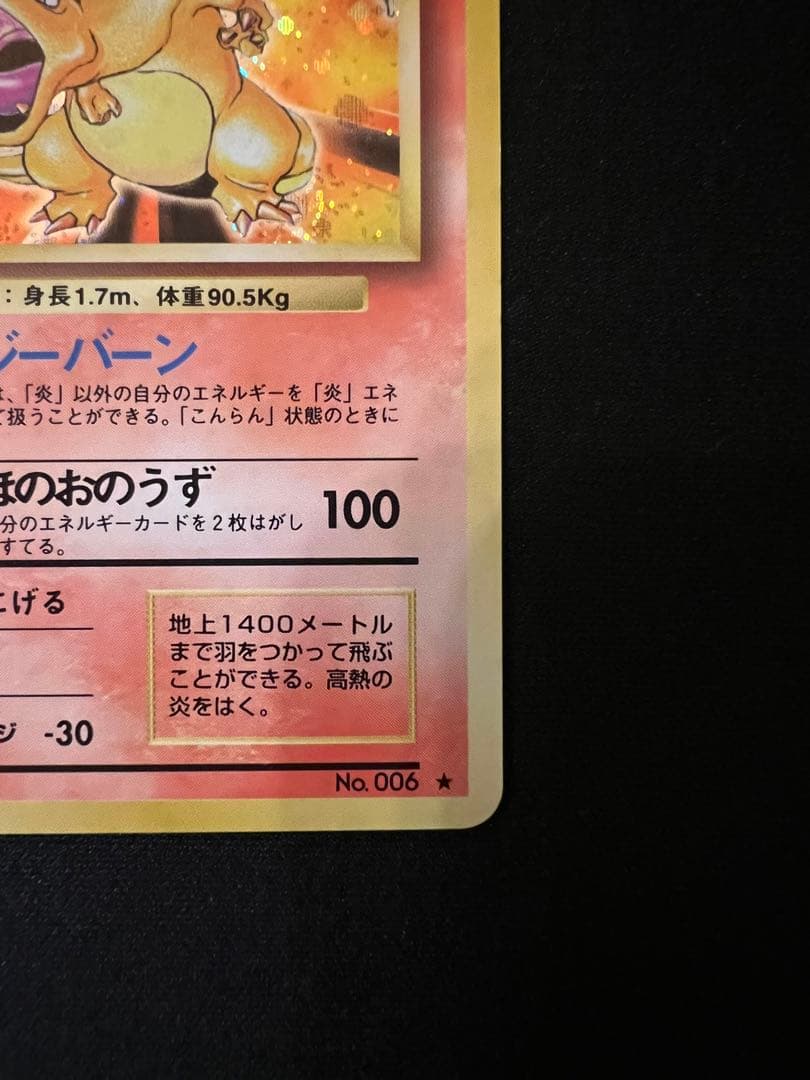 : 身長1.7m、体重90.5Kg
ジーバーン
は、「炎」以外の自分のエネルギーを「炎」エネ
て扱うことができる。「こんらん」状態のときに
ほのおのうず 100
分のエネルギーカードを2枚はがし
すてる。
にげる
地上1400メートル
まで羽をつかって飛ぶ
ことができる。高熱の
炎をはく。
ジ -30
No. 006 ★